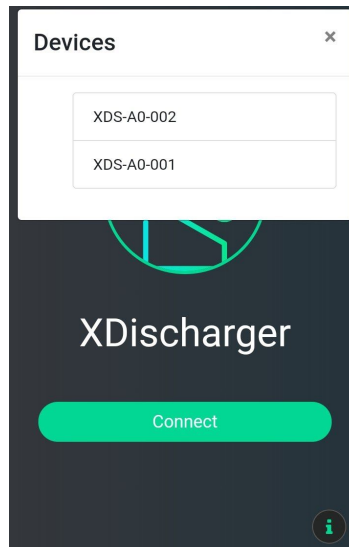 Devices ×
XDS-A0-002
XDS-A0-001
XDischarger
Connect
i